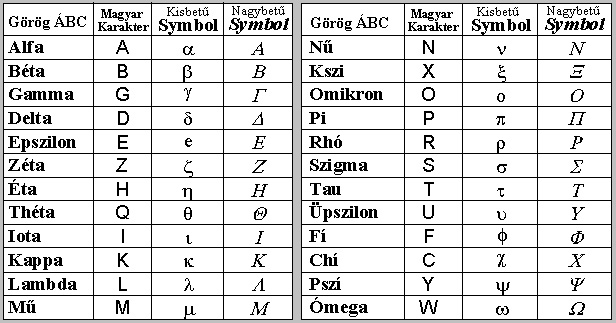 Görög ÁBC Magyar Karakter Kisbetű Symbol Nagybetű Symbol
Alfa A α Α
Béta B β Β
Gamma G γ Γ
Delta D δ Δ
Epszilon E e Ε
Zéta Z ζ Ζ
Éta H η Η
Théta Q θ Θ
Iota I ι Ι
Kappa K κ Κ
Lambda L λ Λ
Mű M μ Μ
Görög ÁBC Magyar Karakter Kisbetű Symbol Nagybetű Symbol
Nű N ν Ν
Kszi X ξ Ξ
Omikron O ο Ο
Pi P π Π
Rhó R ρ Ρ
Szigma S σ Σ
Tau T τ Τ
Üpszilon U υ Υ
Fí F ϕ Φ
Chí C χ Χ
Pszí Y ψ Ψ
Ómega W ω Ω